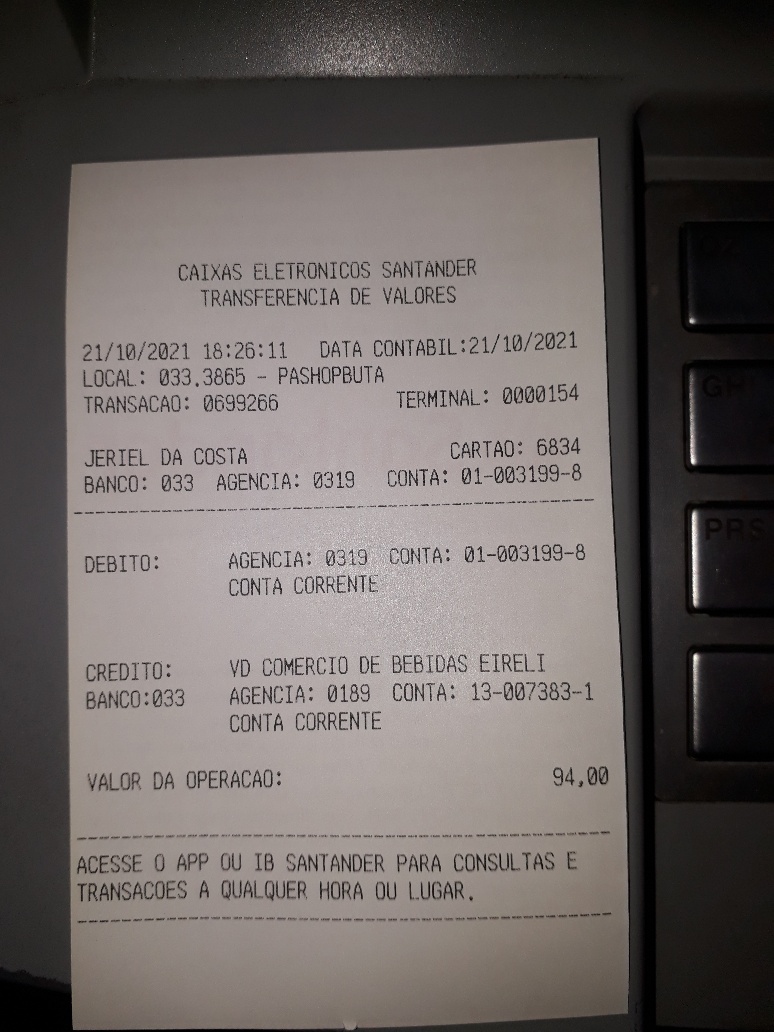 CAIXAS ELETRONICOS SANTANDER
TRANSFERENCIA DE VALORES
21/10/2021 18:26:11 DATA CONTABIL:21/10/2021
LOCAL: 033.3865 - PASHOPBUTA
TRANSACAO: 0699266 TERMINAL: 0000154
JERIEL DA COSTA CARTAO: 6834
BANCO: 033 AGENCIA: 0319 CONTA: 01-003199-8
DEBITO: AGENCIA: 0319 CONTA: 01-003199-8
CONTA CORRENTE
CREDITO: VD COMERCIO DE BEBIDAS EIRELI
BANCO:033 AGENCIA: 0189 CONTA: 13-007383-1
CONTA CORRENTE
VALOR DA OPERACAO: 94,00
ACESSE O APP OU IB SANTANDER PARA CONSULTAS E
TRANSACOES A QUALQUER HORA OU LUGAR.
PRS